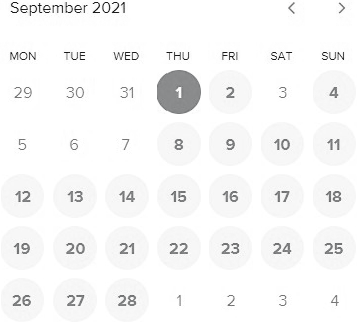 September 2021
MON TUE WED THU FRI SAT SUN
29 30 31 1 2 3 4
5 6 7 8 9 10 11
12 13 14 15 16 17 18
19 20 21 22 23 24 25
26 27 28 1 2 3 4